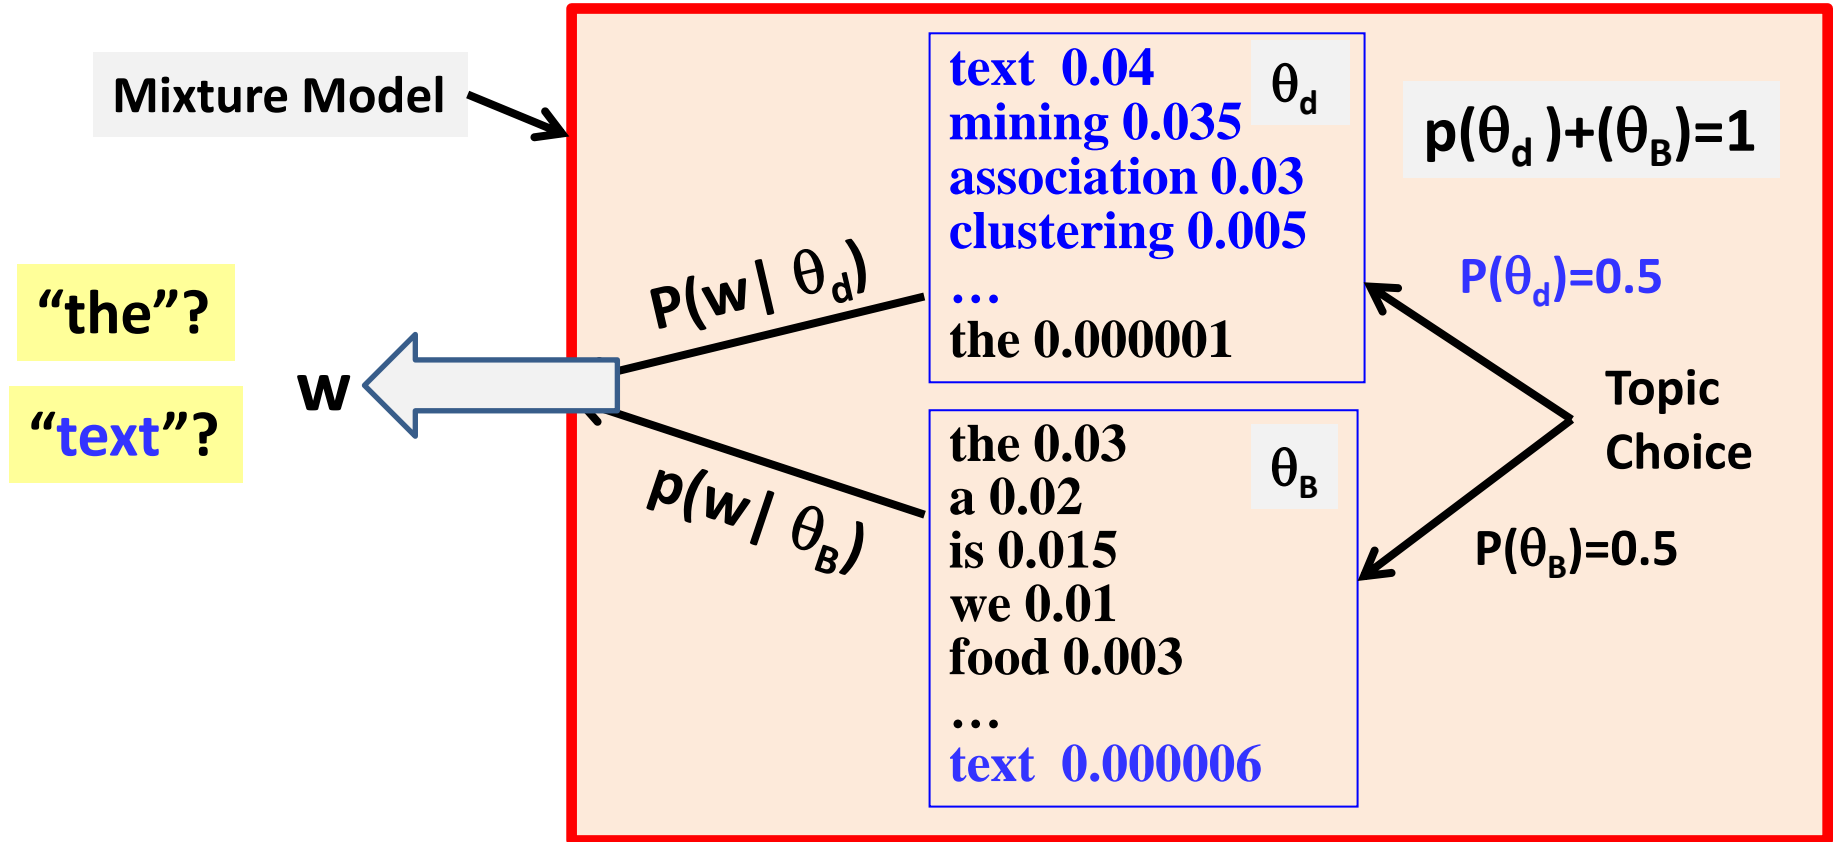 Mixture Model
text 0.04
mining 0.035
association 0.03
clustering 0.005
…
the 0.000001
θd
p(θd )+(θB)=1
P(w| θd)
P(θd)=0.5
“the”?
w
“text”?
Topic
Choice
p(w| θB)
the 0.03
a 0.02
is 0.015
we 0.01
food 0.003
…
text 0.000006
θB
P(θB)=0.5